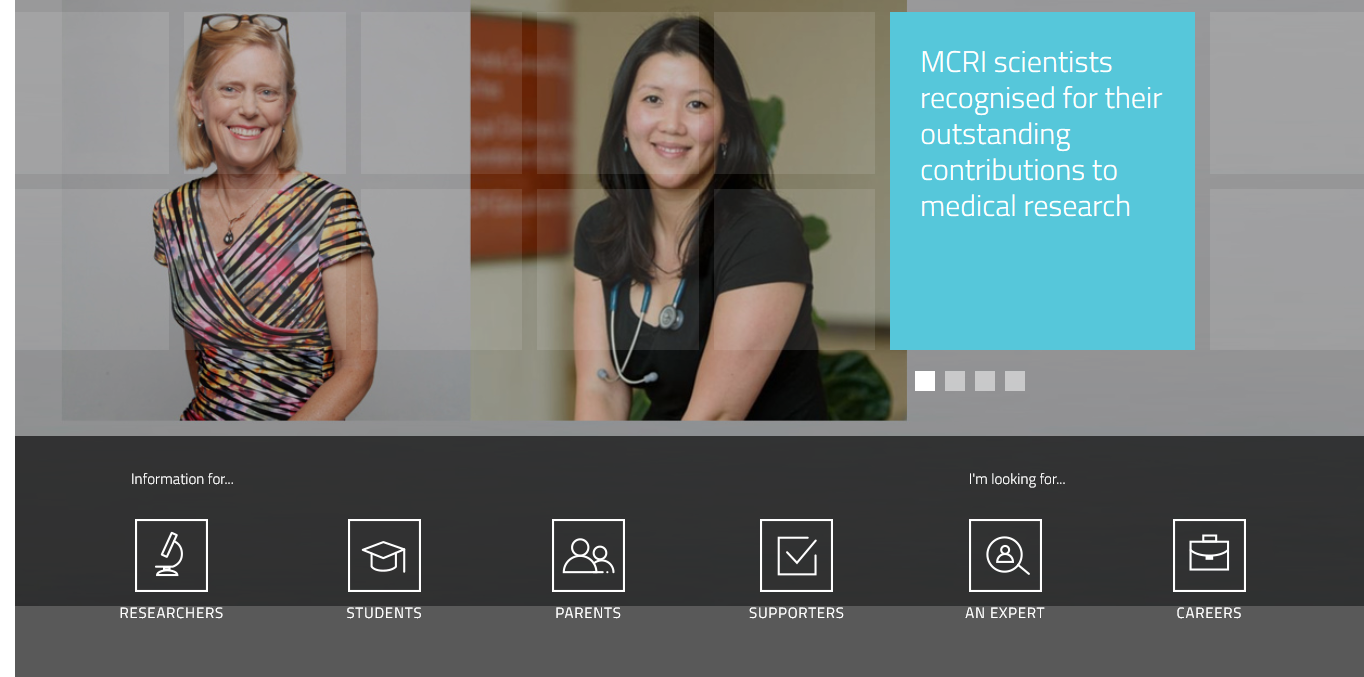 MCRI scientists
recognised for their
outstanding
contributions to
medical research
Information for...
I'm looking for...
RESEARCHERS
STUDENTS
PARENTS
SUPPORTERS
AN EXPERT
CAREERS